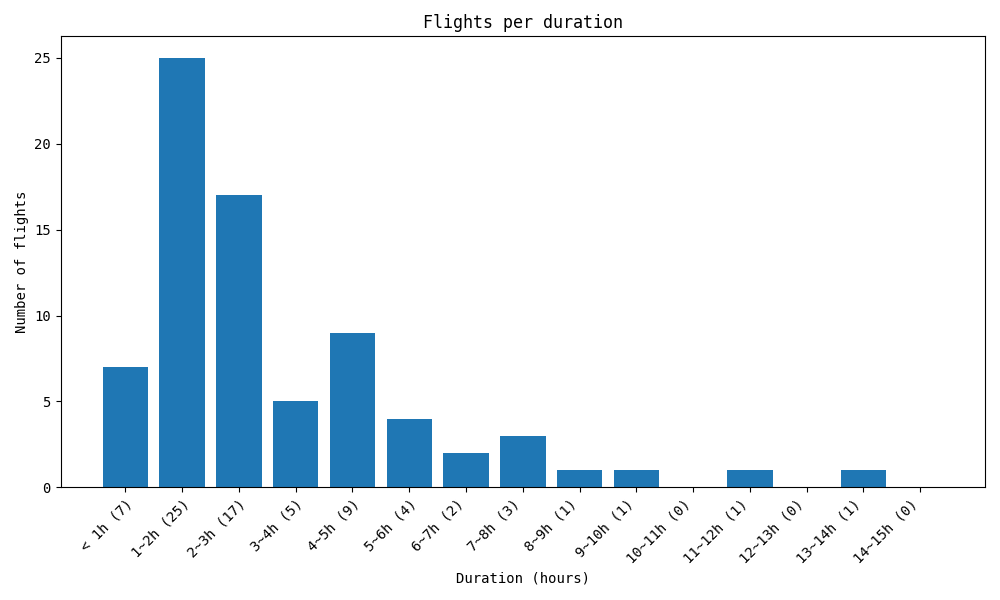 Flights per duration
25
20
15
10
5
0
Number of flights
< 1h (7)
1~2h (25)
2~3h (17)
3~4h (5)
4~5h (9)
5~6h (4)
6~7h (2)
7~8h (3)
8~9h (1)
9~10h (1)
10~11h (0)
11~12h (1)
12~13h (0)
13~14h (1)
14~15h (0)
Duration (hours)